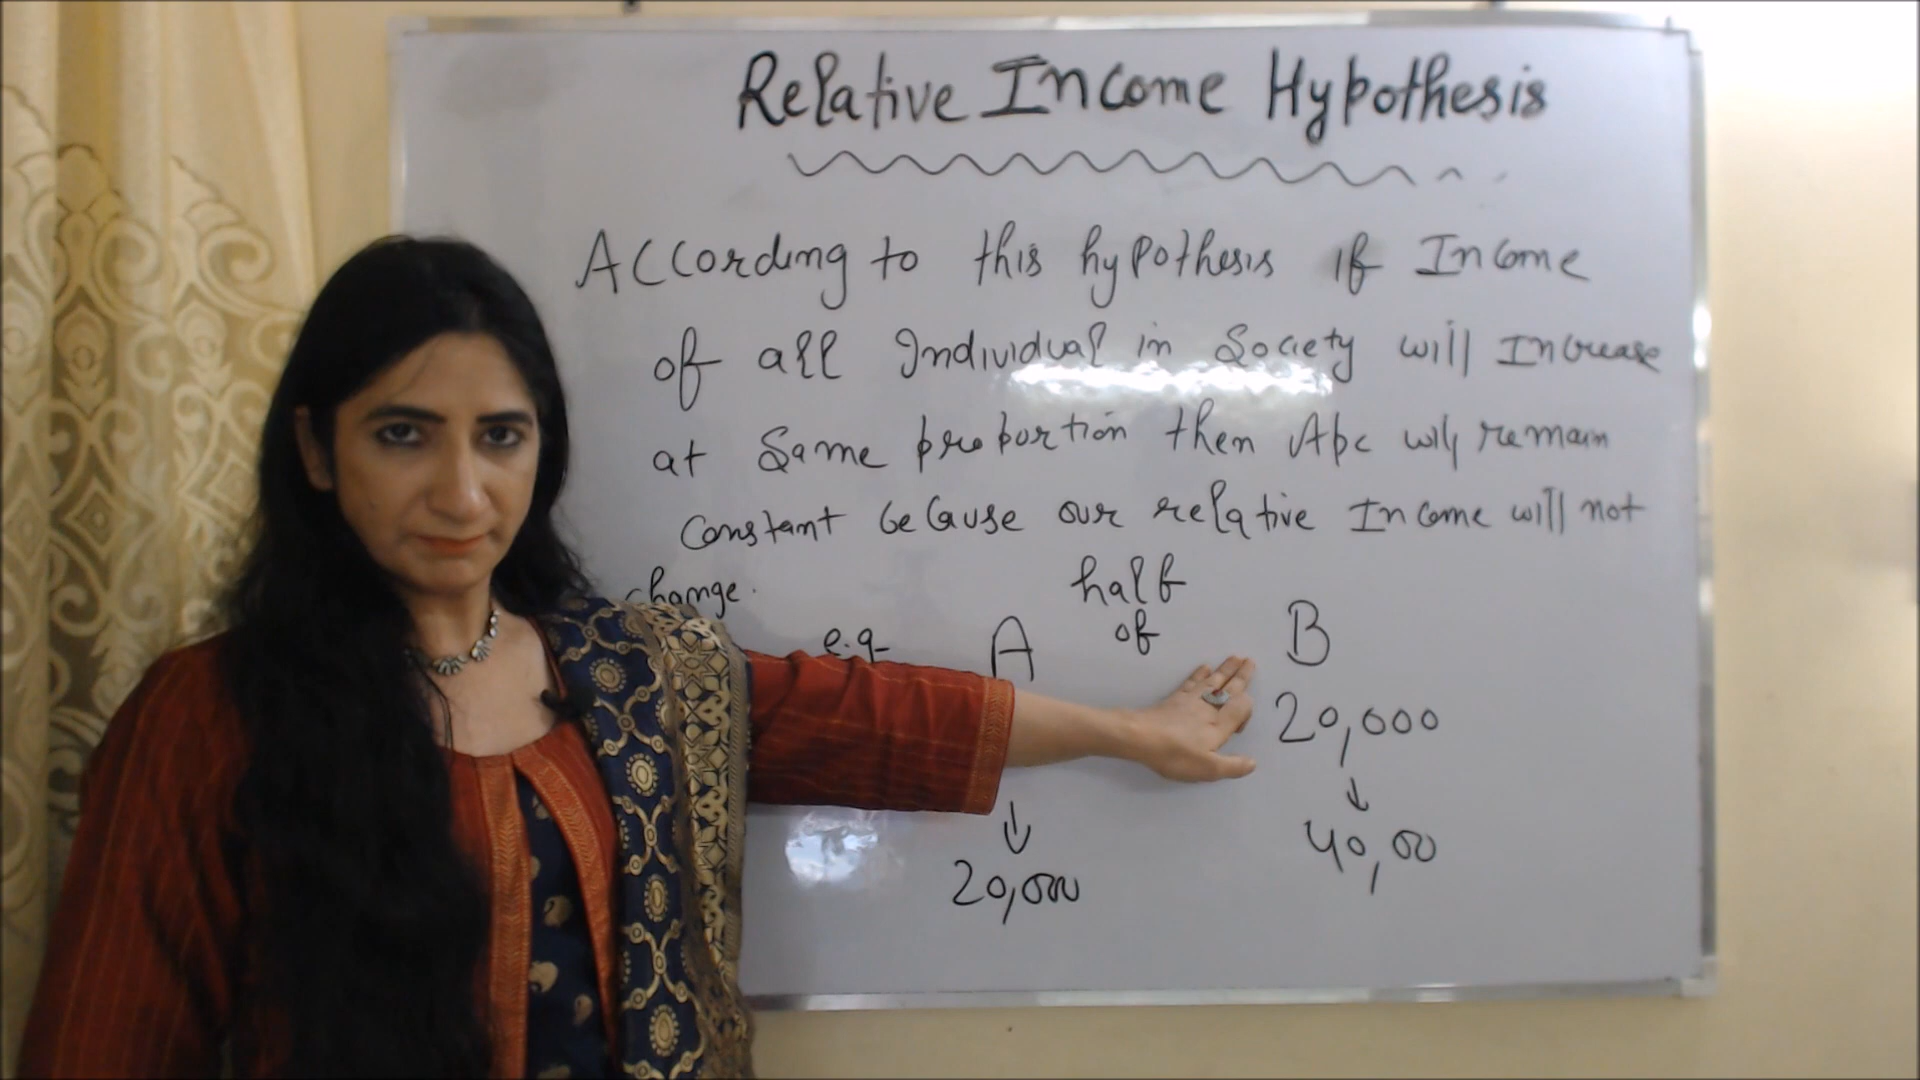 Relative Income Hypothesis
According to this hypothesis if Income
of all Individual in Society will Increase
at Same proportion then Apc will remain
Constant because our relative Income will not
change.
e.g A half of B
20,000
↓ ↓
20,000 40,00